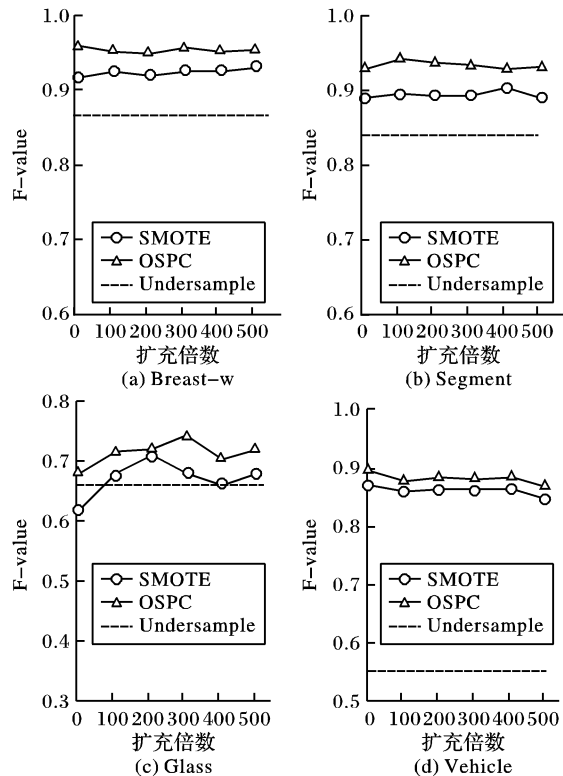 1.0
0.9
0.8
0.7
0.6
F-value
SMOTE
OSPC
Undersample
0 100 200 300 400 500
扩充倍数
(a) Breast-w
1.0
0.9
0.8
0.7
0.6
F-value
SMOTE
OSPC
Undersample
0 100 200 300 400 500
扩充倍数
(b) Segment
0.8
0.7
0.6
0.5
0.4
0.3
F-value
SMOTE
OSPC
Undersample
0 100 200 300 400 500
扩充倍数
(c) Glass
1.0
0.9
0.8
0.7
0.6
0.5
F-value
SMOTE
OSPC
Undersample
0 100 200 300 400 500
扩充倍数
(d) Vehicle